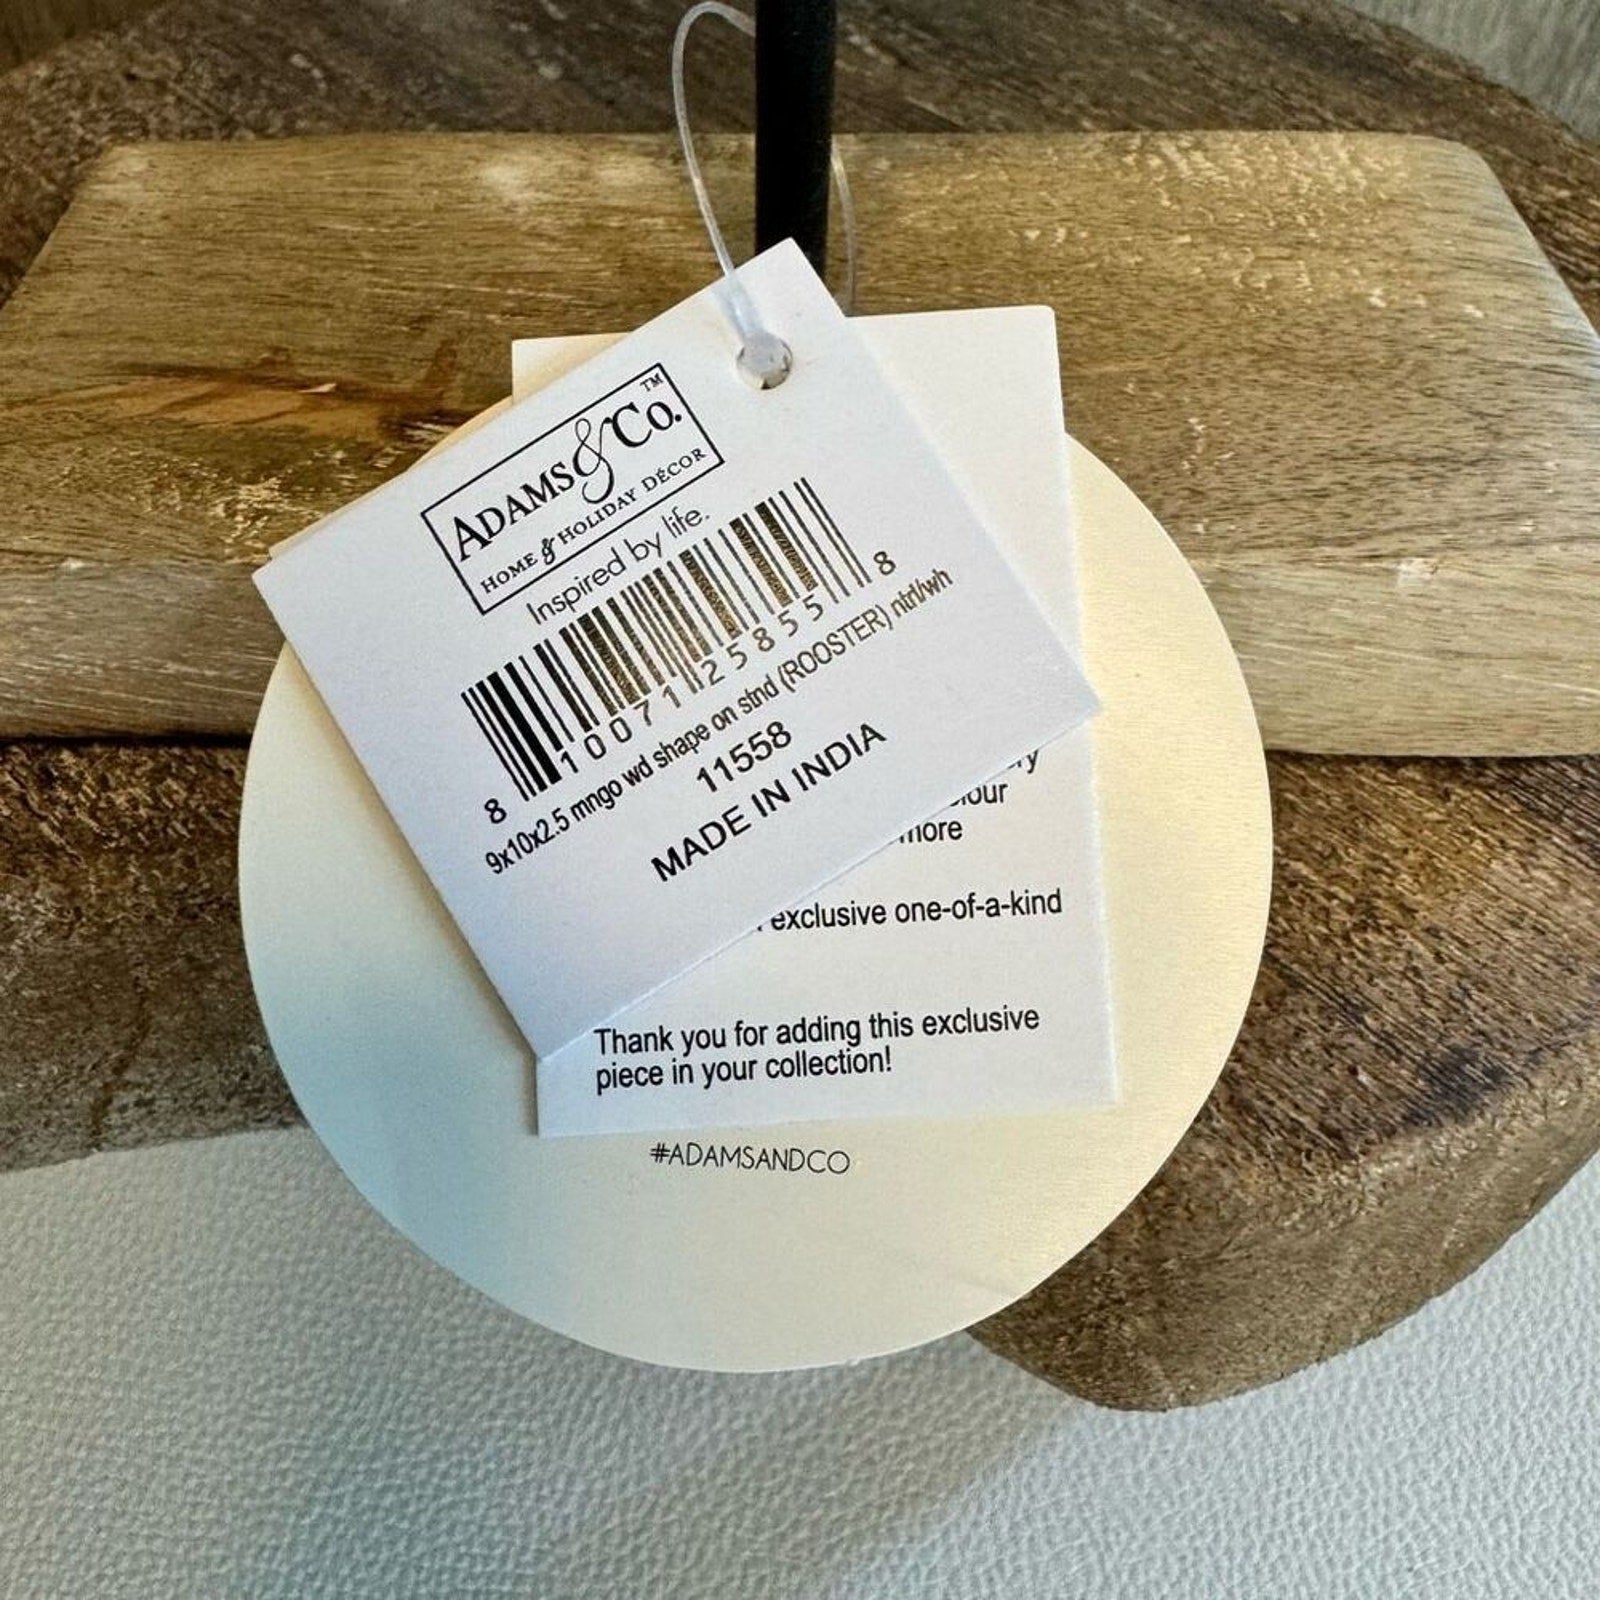 ADAMS & CO. ™
HOME & HOLIDAY DÉCOR
Inspired by life.
8 10071 25855 8
9x10x2.5 mngo wd shape on stnd (ROOSTER) ntrl/wh
11558
MADE IN INDIA
more
exclusive one-of-a-kind
Thank you for adding this exclusive
piece in your collection!
#ADAMSANDCO